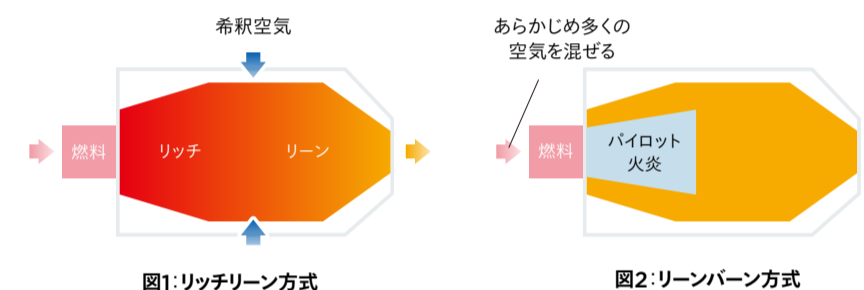 希釈空気
燃料
リッチ
リーン
図1:リッチリーン方式
あらかじめ多くの
空気を混ぜる
燃料
パイロット
火炎
図2:リーンバーン方式